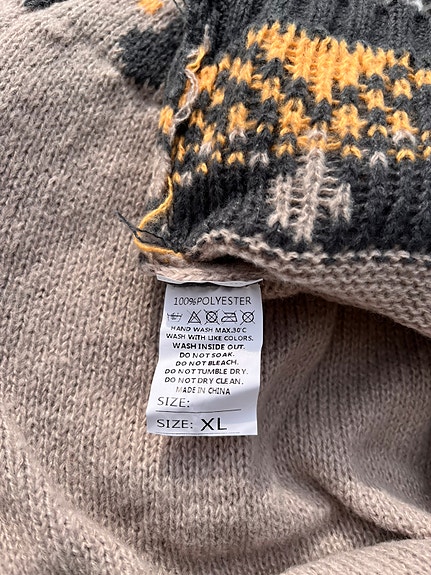 100%POLYESTER
HAND WASH MAX.30°C
WASH WITH LIKE COLORS.
WASH INSIDE OUT.
DO NOT SOAK.
DO NOT BLEACH.
DO NOT TUMBLE DRY.
DO NOT DRY CLEAN.
MADE IN CHINA
SIZE:
SIZE: XL